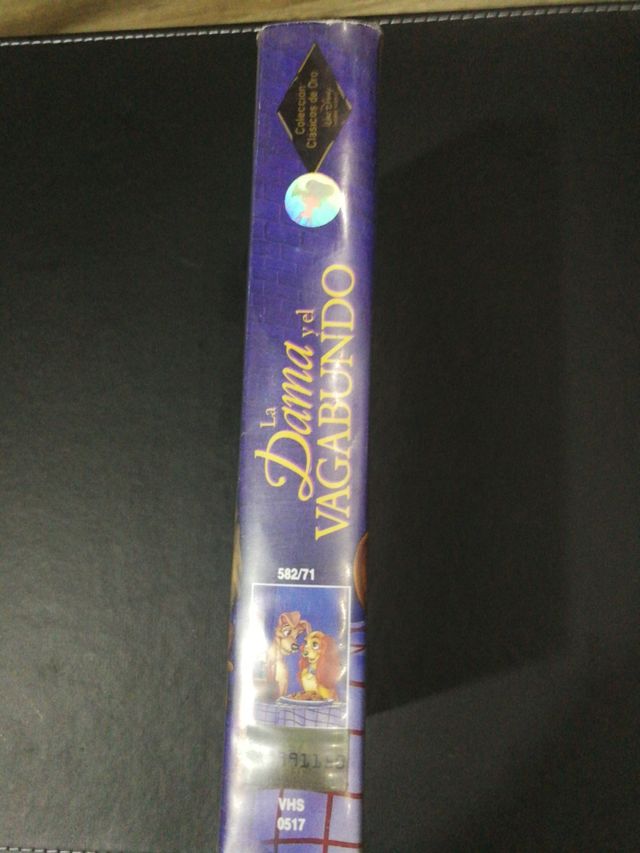 Colección
Clásicos de Oro
Walt Disney
La
Dama y el
VAGABUNDO
582/71
VHS
0517